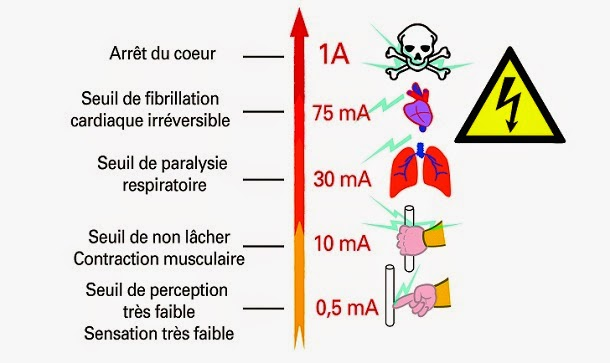 Arrêt du coeur
1A
Seuil de fibrillation
cardiaque irréversible
75 mA
Seuil de paralysie
respiratoire
30 mA
Seuil de non lâcher
Contraction musculaire
10 mA
Seuil de perception
très faible
Sensation très faible
0,5 mA